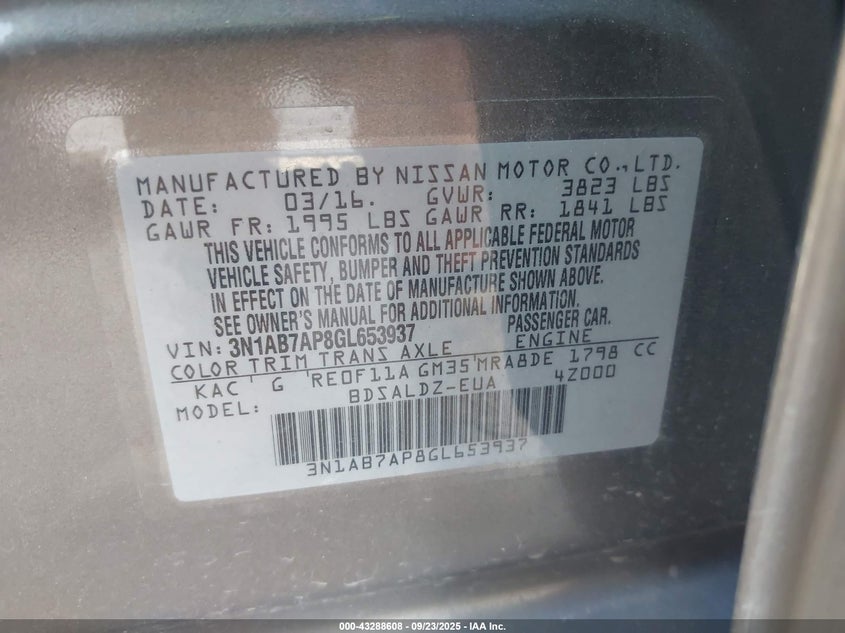 MANUFACTURED BY NISSAN MOTOR CO.,LTD.
DATE: 03/16. GVWR: 3823 LBS
GAWR FR: 1995 LBS GAWR RR: 1841 LBS
THIS VEHICLE CONFORMS TO ALL APPLICABLE FEDERAL MOTOR
VEHICLE SAFETY, BUMPER AND THEFT PREVENTION STANDARDS
IN EFFECT ON THE DATE OF MANUFACTURE SHOWN ABOVE.
SEE OWNER'S MANUAL FOR ADDITIONAL INFORMATION.
VIN: 3N1AB7AP8GL653937 PASSENGER CAR.
COLOR TRIM TRANS AXLE ENGINE
KAC G RE0F11A GM35 MRA8DE 1798 CC
MODEL: BDSALDZ-EUA 4Z000
3N1AB7AP8GL653937
000-43288608 - 09/23/2025 - IAA Inc.